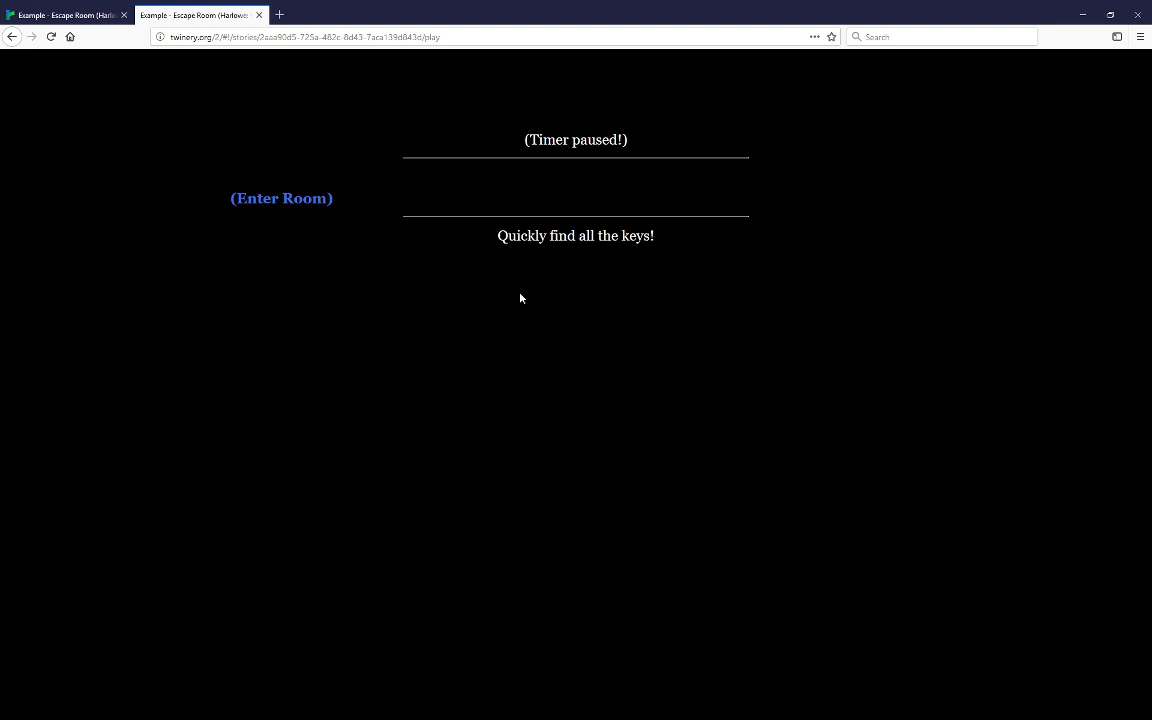 Example - Escape Room (Harlo
Example - Escape Room (Harlowe:
twinery.org/2/#!/stories/2aaa90d5-725a-482c-8d43-7aca139d843d/play
Search
(Timer paused!)
(Enter Room)
Quickly find all the keys!